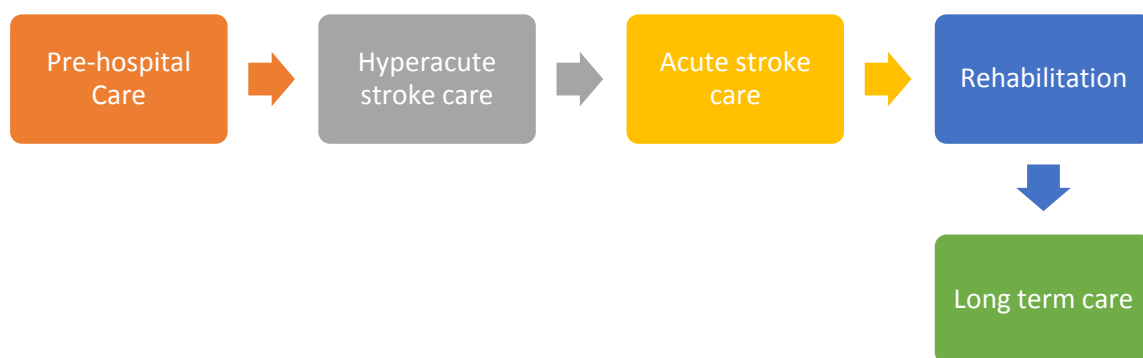 Pre-hospital
Care
Hyperacute
stroke care
Acute stroke
care
Rehabilitation
Long term care